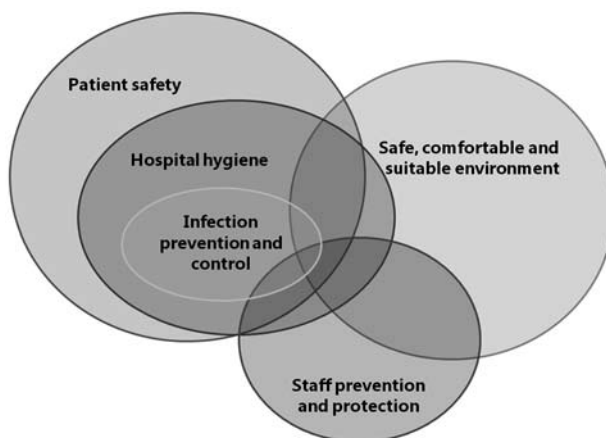 Patient safety
Hospital hygiene
Safe, comfortable and
suitable environment
Infection
prevention and
control
Staff prevention
and protection